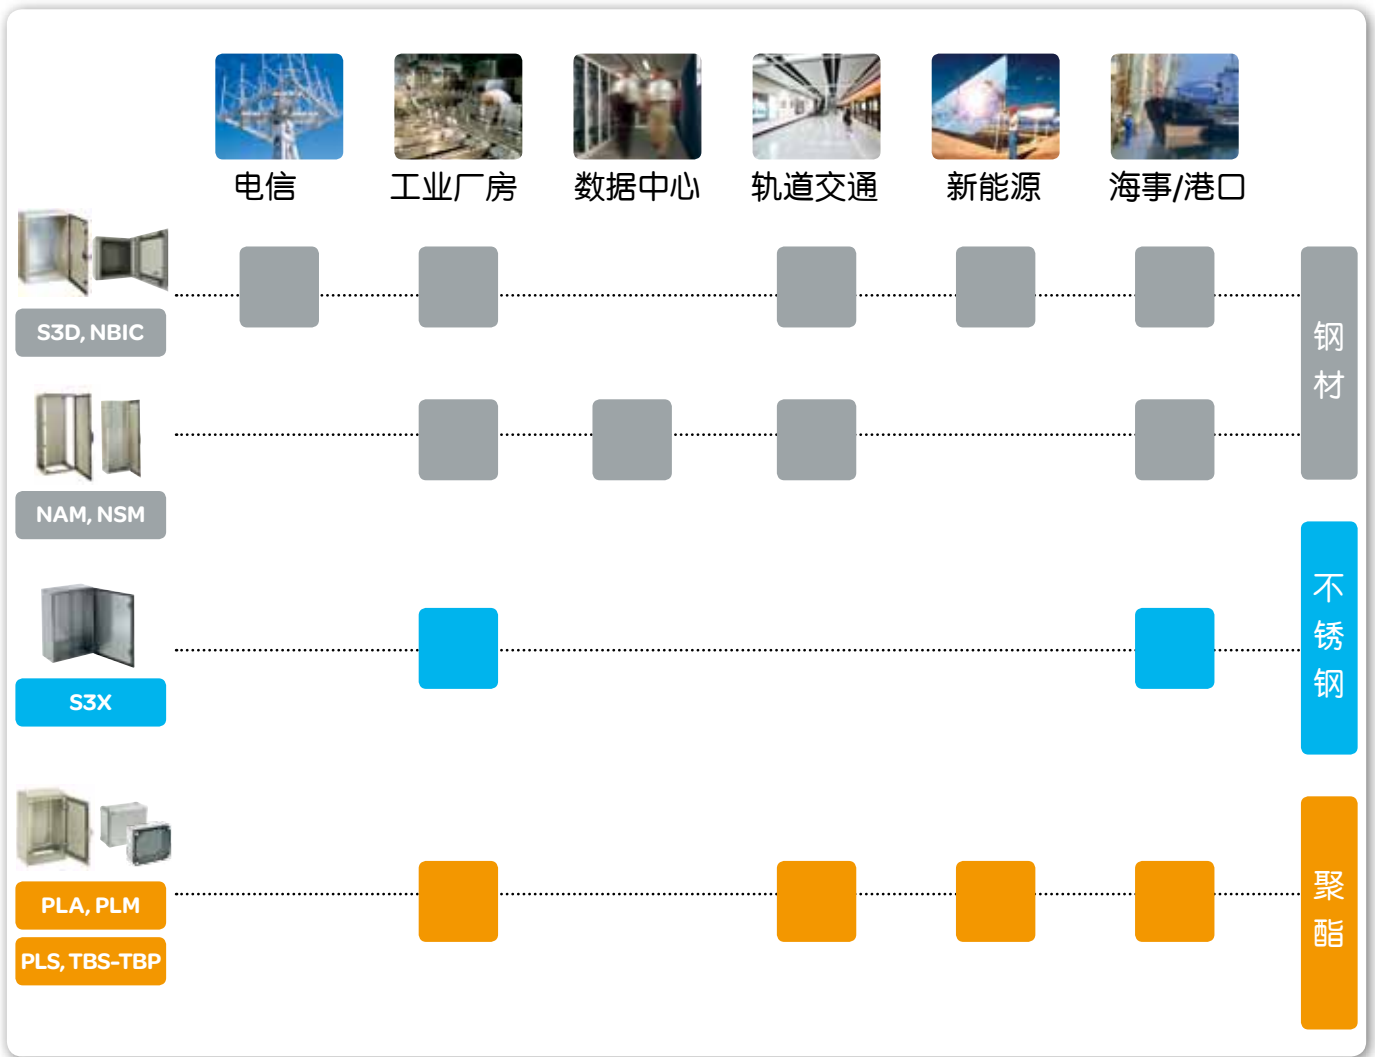 电信
工业厂房
数据中心
轨道交通
新能源
海事/港口
S3D, NBIC
钢材
NAM, NSM
不锈钢
S3X
PLA, PLM
聚酯
PLS, TBS-TBP